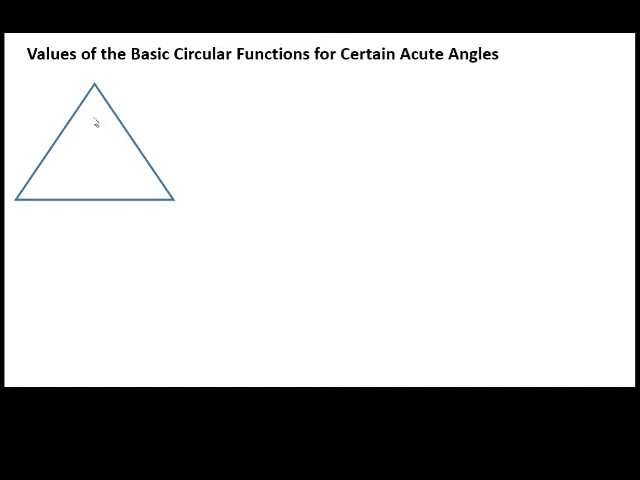 Values of the Basic Circular Functions for Certain Acute Angles